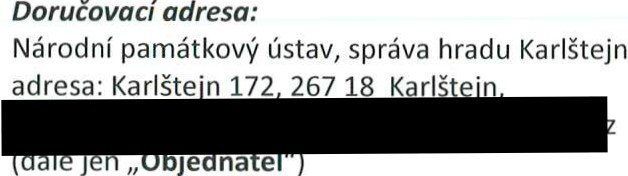 Doručovací adresa:
Národní památkový ústav, správa hradu Karlštejn
adresa: Karlštejn 172, 267 18 Karlštejn,
z
(dále jen „Objednatel")